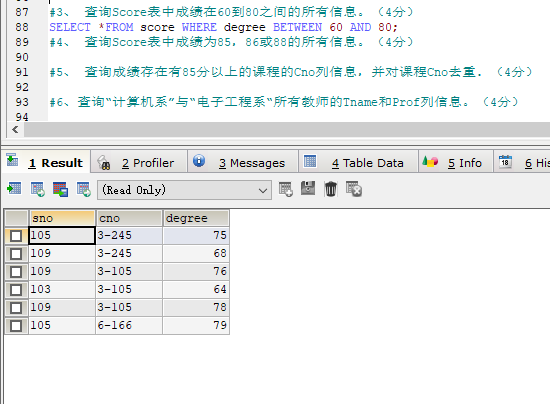 87 #3、 查询Score表中成绩在60到80之间的所有信息。（4分）
88 SELECT *FROM score WHERE degree BETWEEN 60 AND 80;
89 #4、 查询Score表中成绩为85，86或88的所有信息。（4分）
90
91 #5、 查询成绩存在有85分以上的课程的Cno列信息，并对课程Cno去重．（4分）
92
93 #6、查询“计算机系”与“电子工程系“所有教师的Tname和Prof列信息。（4分）
94
1 Result 2 Profiler 3 Messages 4 Table Data 5 Info 6 His
(Read Only)
sno cno degree
105 3-245 75
109 3-245 68
109 3-105 76
103 3-105 64
109 3-105 78
105 6-166 79